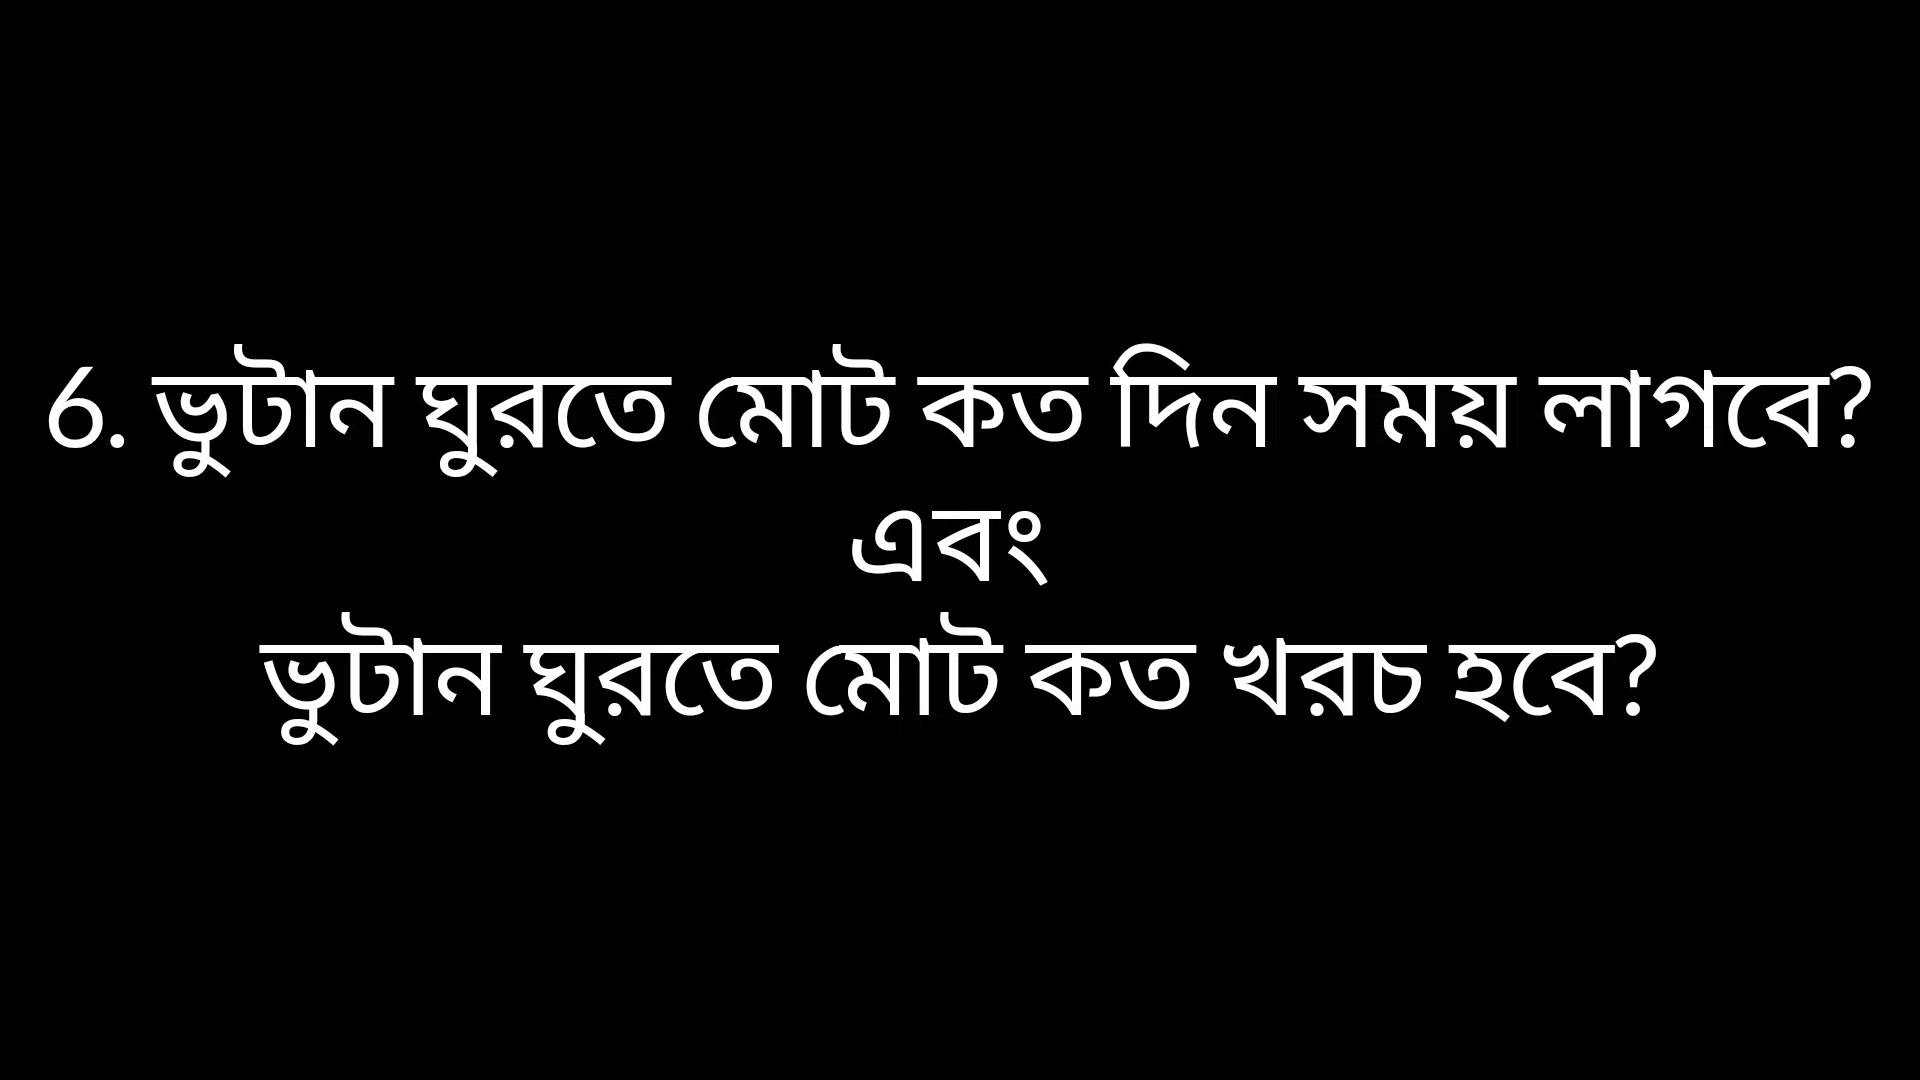 6. ভুটান ঘুরতে মোট কত দিন সময় লাগবে?
এবং
ভুটান ঘুরতে মোট কত খরচ হবে?